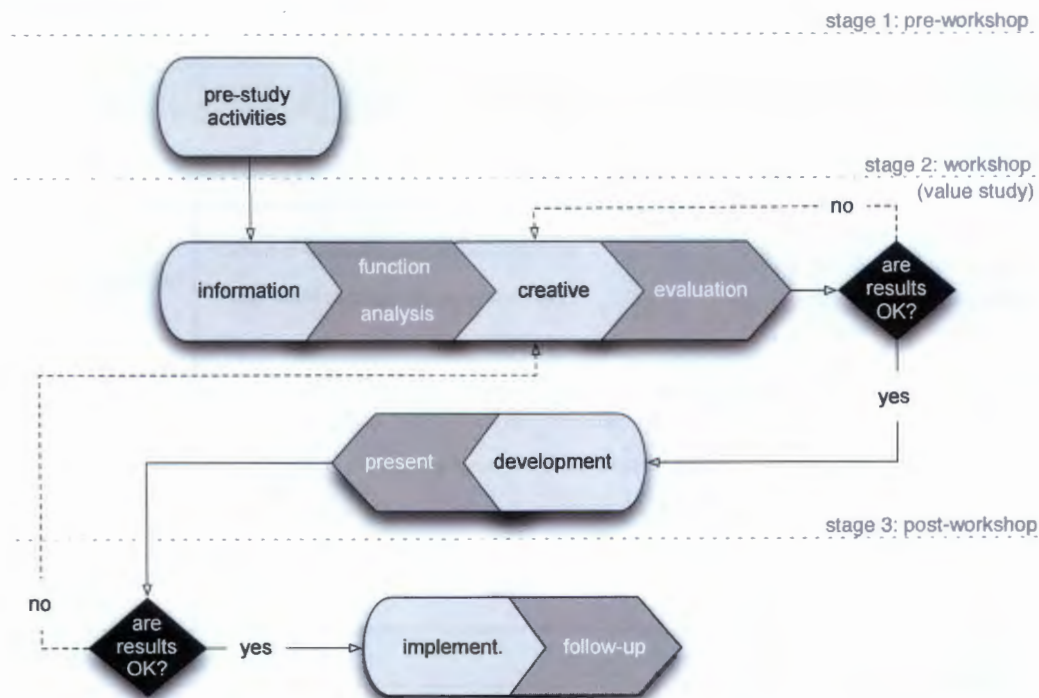 stage 1: pre-workshop
pre-study
activities
stage 2: workshop
(value study)
no
information
function
analysis
creative
evaluation
are
results
OK?
yes
present
development
stage 3: post-workshop
no
are
results
OK?
yes
implement.
follow-up